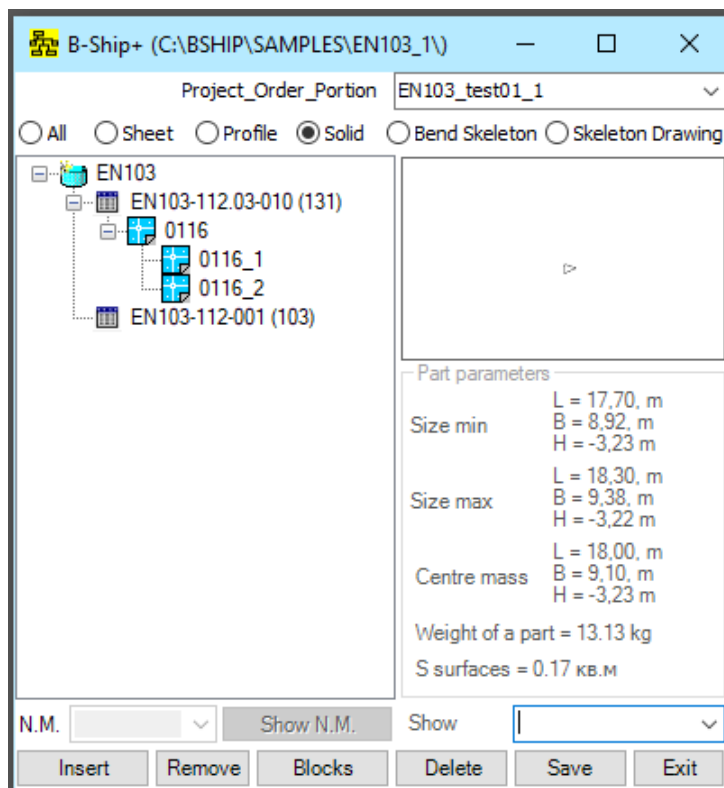 B-Ship+ (C:\BSHIP\SAMPLES\EN103_1\)
Project_Order_Portion EN103_test01_1
All Sheet Profile Solid Bend Skeleton Skeleton Drawing
EN103
EN103-112.03-010 (131)
0116
0116_1
0116_2
EN103-112-001 (103)
Part parameters
Size min
L = 17,70, m
B = 8,92, m
H = -3,23 m
Size max
L = 18,30, m
B = 9,38, m
H = -3,22 m
Centre mass
L = 18,00, m
B = 9,10, m
H = -3,23 m
Weight of a part = 13.13 kg
S surfaces = 0.17 кв.м
N.M. Show N.M. Show
Insert Remove Blocks Delete Save Exit